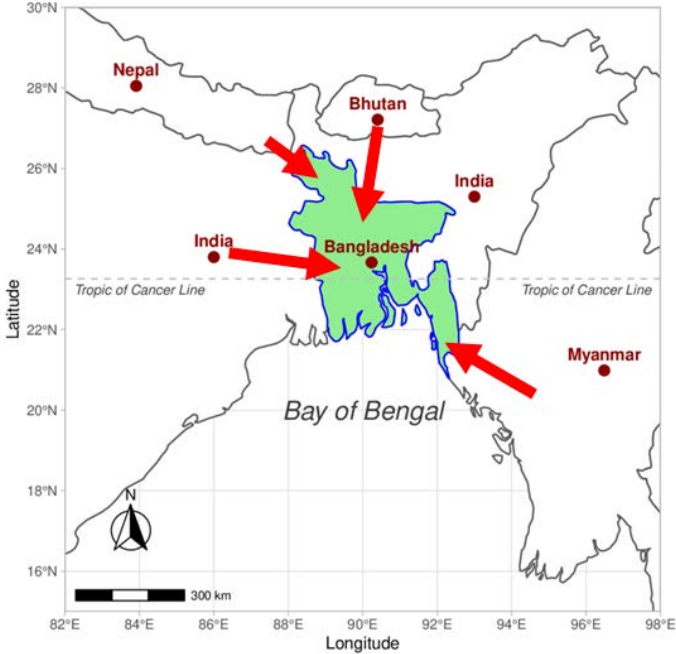 30°N
Nepal
28°N
Bhutan
26°N
India
India
24°N
Bangladesh
Tropic of Cancer Line
Tropic of Cancer Line
Latitude
22°N
Myanmar
20°N
Bay of Bengal
18°N
N
16°N
300 km
82°E 84°E 86°E 88°E 90°E 92°E 94°E 96°E 98°E
Longitude